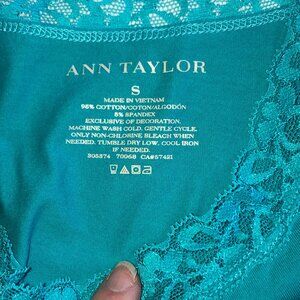 ANN TAYLOR
S
MADE IN VIETNAM
95% COTTON/COTON/ALGODÓN
5% SPANDEX
EXCLUSIVE OF DECORATION.
MACHINE WASH COLD. GENTLE CYCLE.
ONLY NON-CHLORINE BLEACH WHEN
NEEDED. TUMBLE DRY LOW. COOL IRON
IF NEEDED.
305374 70068 CA#57421